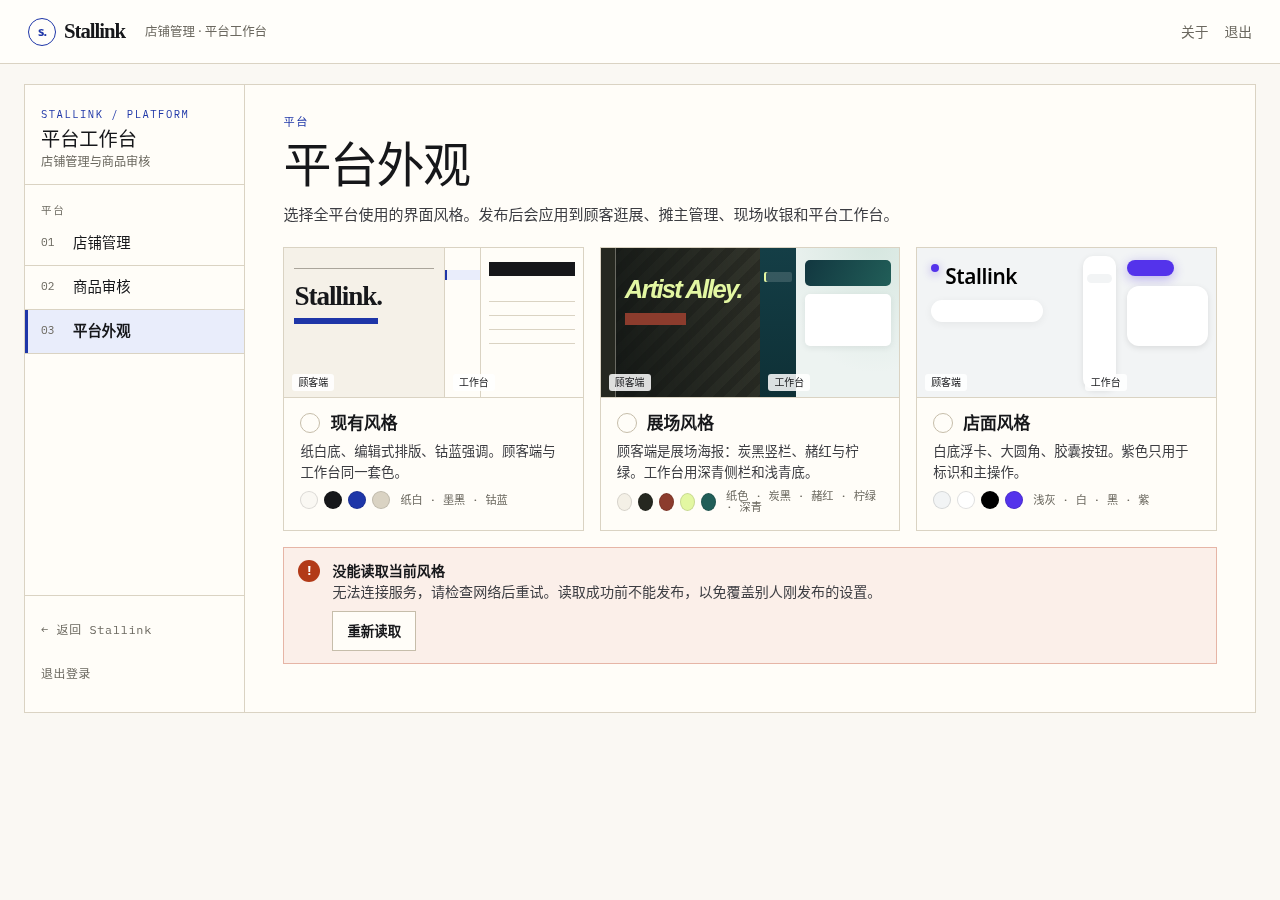 s. Stallink 店铺管理 · 平台工作台 关于 退出
STALLINK / PLATFORM
平台工作台
店铺管理与商品审核
平台
01 店铺管理
02 商品审核
03 平台外观
← 返回 Stallink
退出登录
平台
平台外观
选择全平台使用的界面风格。发布后会应用到顾客逛展、摊主管理、现场收银和平台工作台。
Stallink.
顾客端
工作台
现有风格
纸白底、编辑式排版、钴蓝强调。顾客端与
工作台同一套色。
纸白 · 墨黑 · 钴蓝
Artist Alley.
顾客端
工作台
展场风格
顾客端是展场海报：炭黑竖栏、赭红与柠
绿。工作台用深青侧栏和浅青底。
纸色 · 炭黑 · 赭红 · 柠绿
· 深青
Stallink
顾客端
工作台
店面风格
白底浮卡、大圆角、胶囊按钮。紫色只用于
标识和主操作。
浅灰 · 白 · 黑 · 紫
!
没能读取当前风格
无法连接服务，请检查网络后重试。读取成功前不能发布，以免覆盖别人刚发布的设置。
重新读取